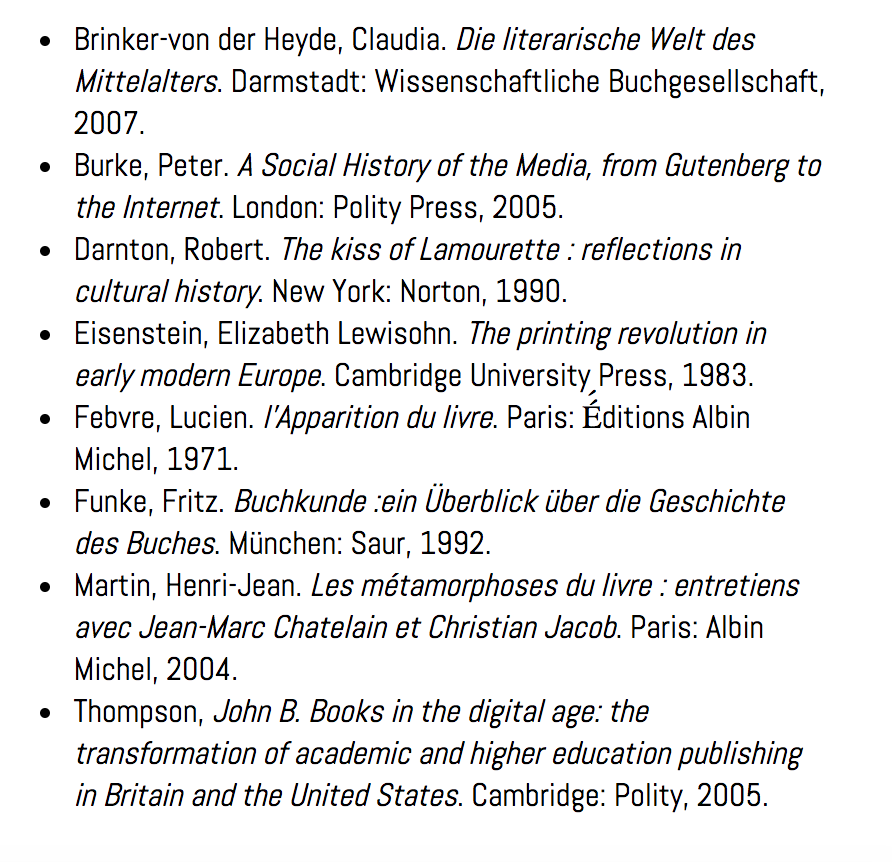 • Brinker-von der Heyde, Claudia. Die literarische Welt des
Mittelalters. Darmstadt: Wissenschaftliche Buchgesellschaft,
2007.
• Burke, Peter. A Social History of the Media, from Gutenberg to
the Internet. London: Polity Press, 2005.
• Darnton, Robert. The kiss of Lamourette : reflections in
cultural history. New York: Norton, 1990.
• Eisenstein, Elizabeth Lewisohn. The printing revolution in
early modern Europe. Cambridge University Press, 1983.
• Febvre, Lucien. l'Apparition du livre. Paris: É́ditions Albin
Michel, 1971.
• Funke, Fritz. Buchkunde :ein Überblick über die Geschichte
des Buches. München: Saur, 1992.
• Martin, Henri-Jean. Les métamorphoses du livre : entretiens
avec Jean-Marc Chatelain et Christian Jacob. Paris: Albin
Michel, 2004.
• Thompson, John B. Books in the digital age: the
transformation of academic and higher education publishing
in Britain and the United States. Cambridge: Polity, 2005.